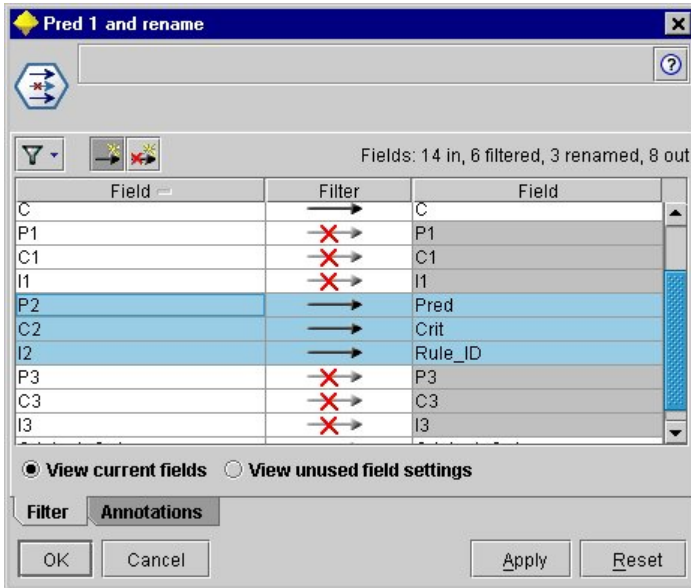 Pred 1 and rename
Fields: 14 in, 6 filtered, 3 renamed, 8 out
Field Filter Field
C C
P1 P1
C1 C1
I1 I1
P2 Pred
C2 Crit
I2 Rule_ID
P3 P3
C3 C3
I3 I3
View current fields View unused field settings
Filter Annotations
OK Cancel Apply Reset